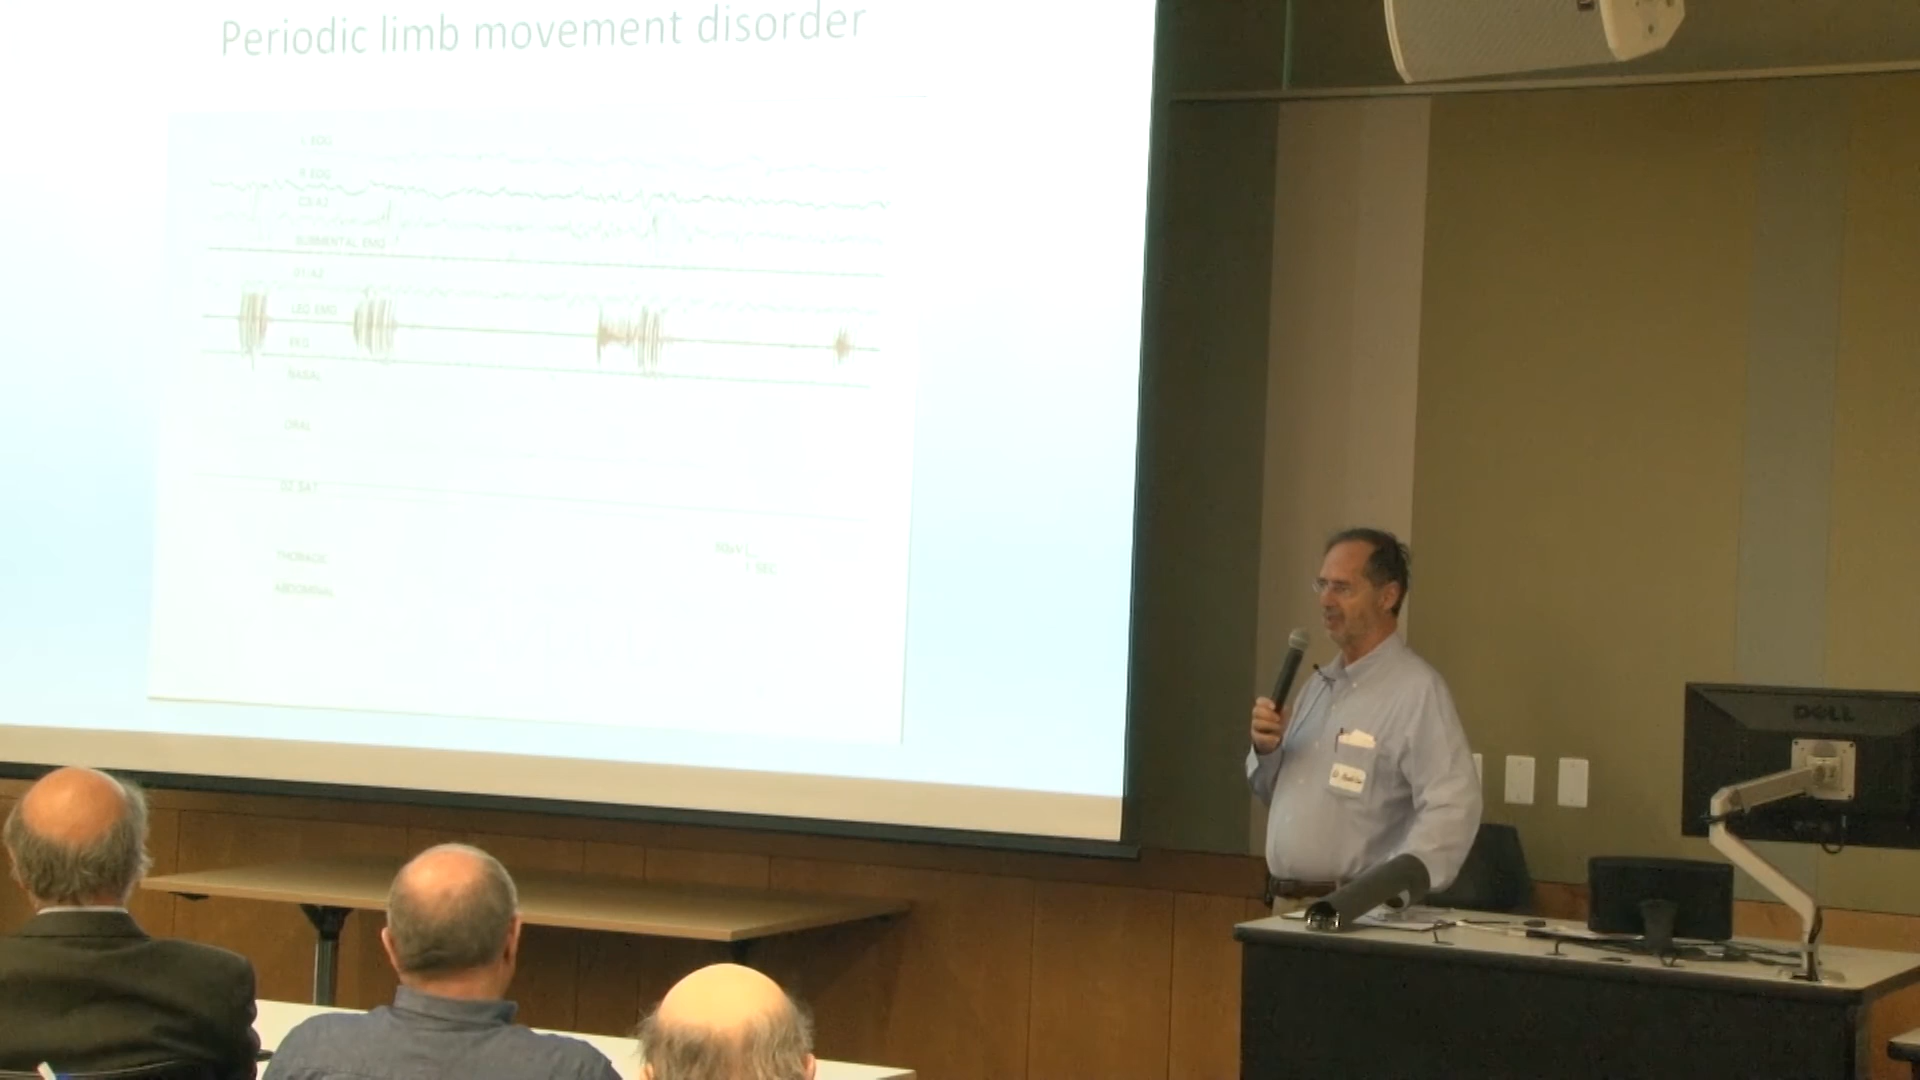 Periodic limb movement disorder
L EOG
R EOG
C3 A2
SUBMENTAL EMG
O1 A2
LEG EMG
EKG
NASAL
ORAL
O2 SAT
1 SEC
THORACIC
ABDOMINAL
DELL